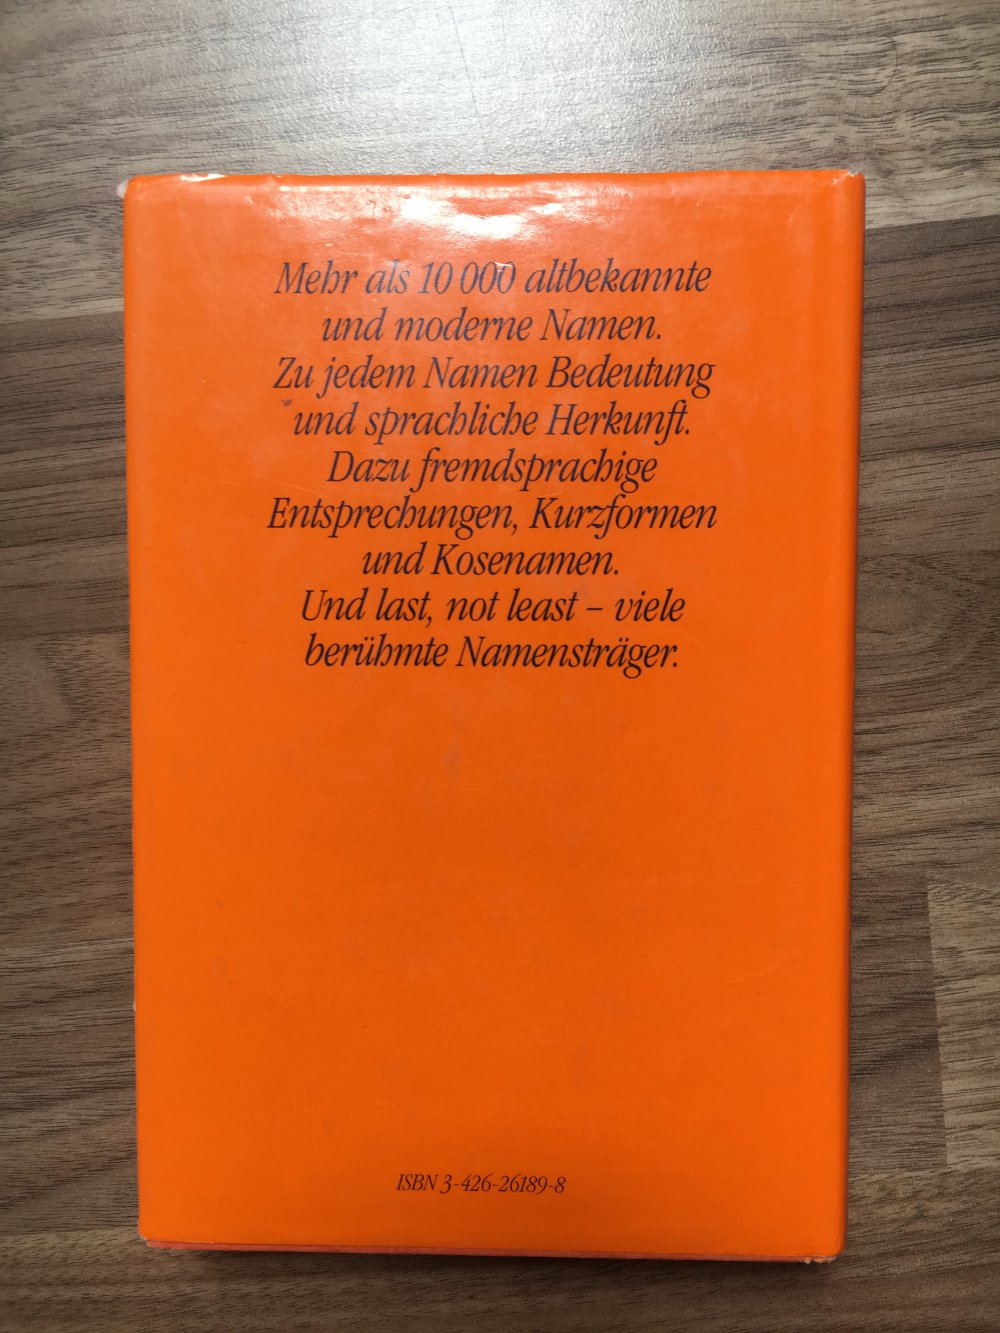 Mehr als 10 000 altbekannte
und moderne Namen.
Zu jedem Namen Bedeutung
und sprachliche Herkunft.
Dazu fremdsprachige
Entsprechungen, Kurzformen
und Kosenamen.
Und last, not least – viele
berühmte Namensträger.
ISBN 3-426-26189-8